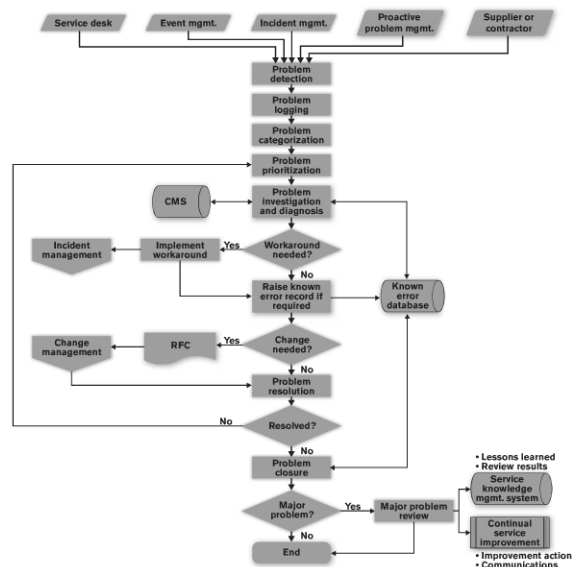 Service desk
Event mgmt.
Incident mgmt.
Proactive
problem mgmt.
Supplier or
contractor
Problem
detection
Problem
logging
Problem
categorization
Problem
prioritization
Problem
investigation
and diagnosis
CMS
Workaround
needed?
Yes
Implement
workaround
Incident
management
No
Raise known
error record if
required
Known
error
database
Change
needed?
Yes
RFC
Change
management
No
Problem
resolution
Resolved?
No
No
Problem
closure
Major
problem?
Yes
Major problem
review
• Lessons learned
• Review results
Service
knowledge
mgmt. system
Continual
service
improvement
• Improvement action
• Communications
No
End